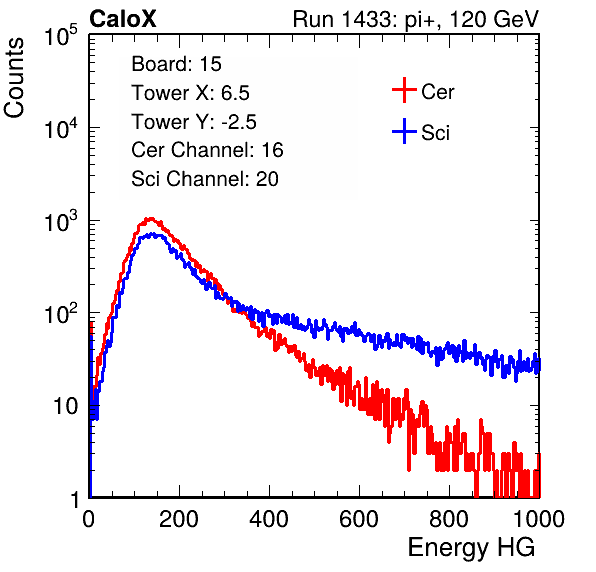 CaloX Run 1433: pi+, 120 GeV
Counts
Board: 15
Tower X: 6.5
Tower Y: -2.5
Cer Channel: 16
Sci Channel: 20
Cer
Sci
10^5
10^4
10^3
10^2
10
1
0 200 400 600 800 1000
Energy HG